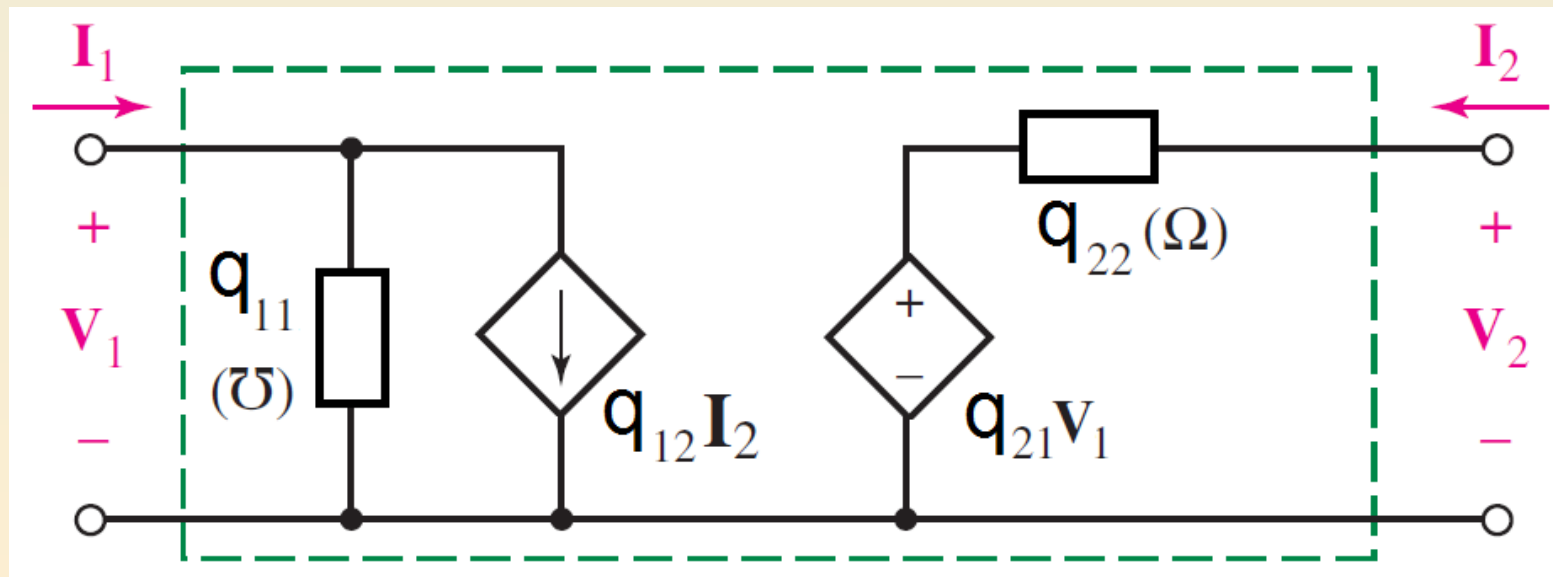 I₁
I₂
+
q₂₂ (Ω)
+
q₁₁
+
V₁
V₂
(℧)
−
q₁₂I₂
q₂₁V₁
−
−